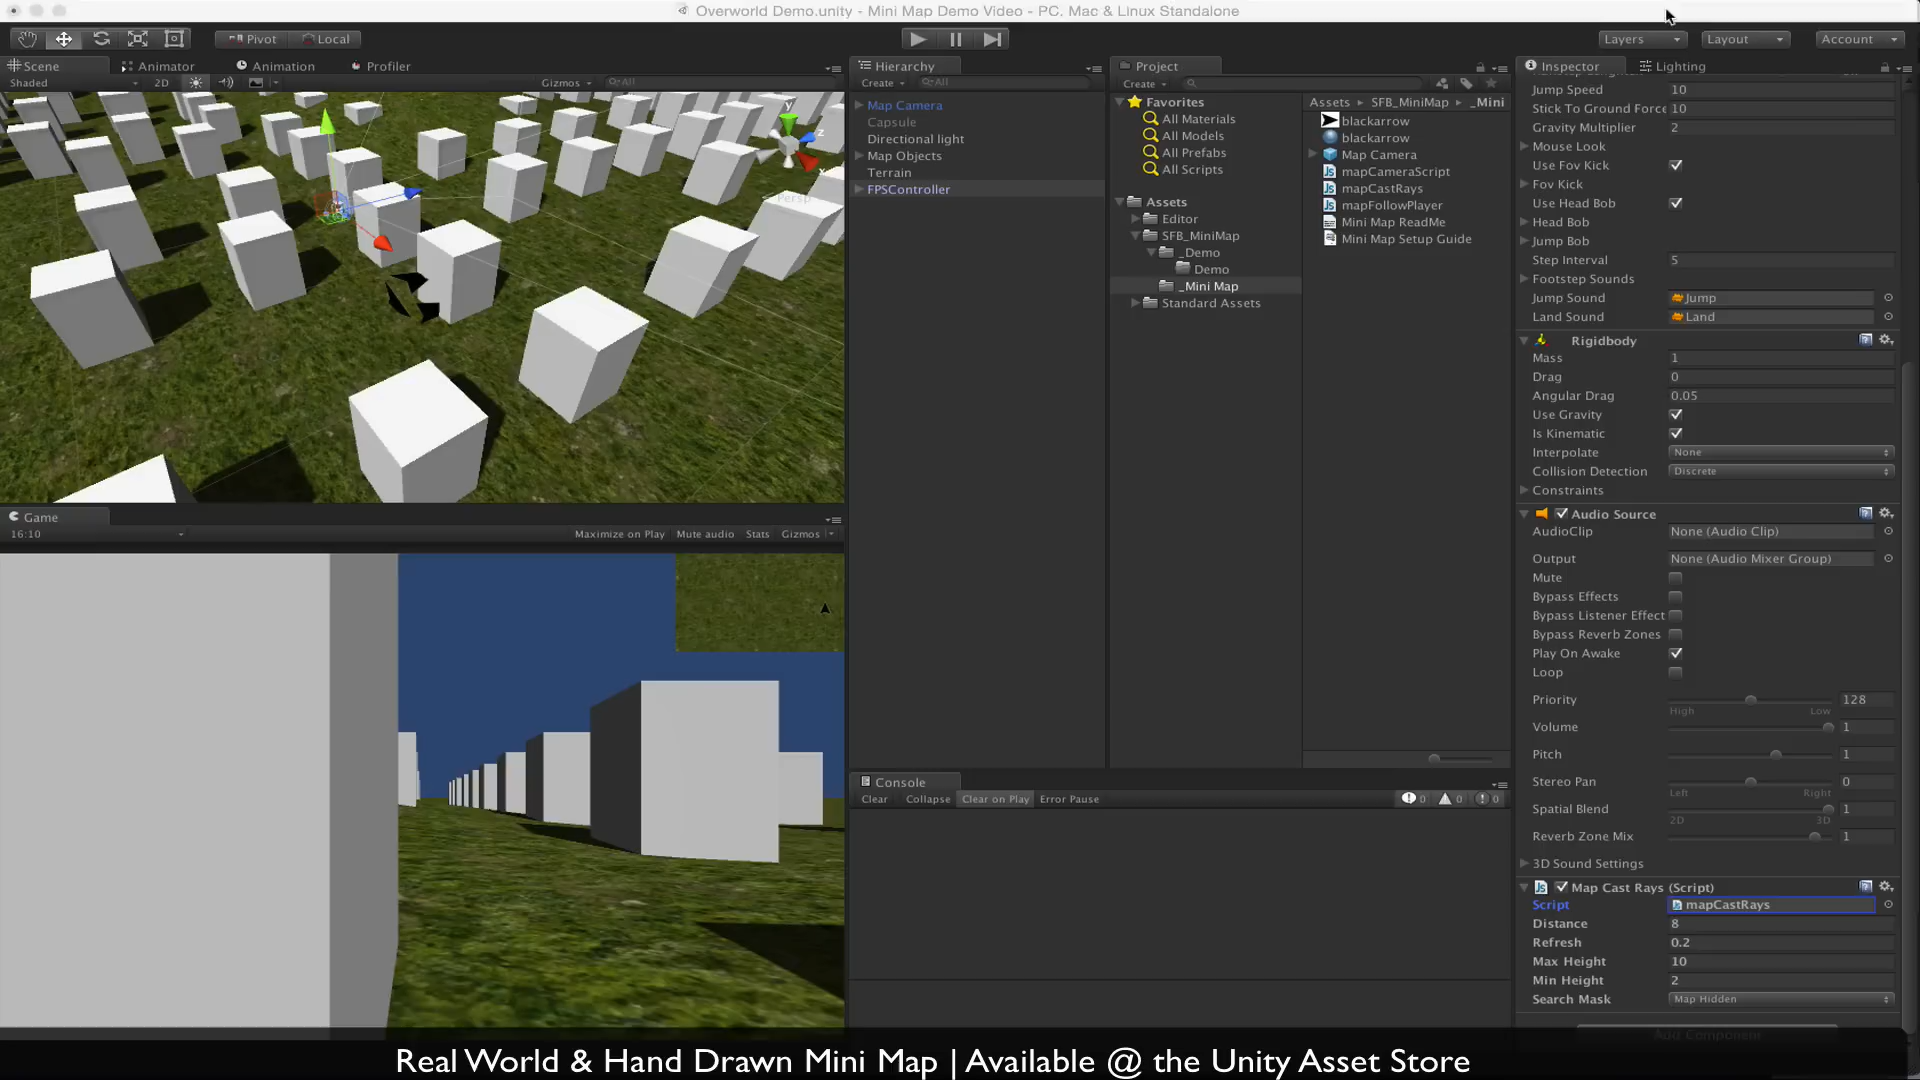 Overworld Demo.unity - Mini Map Demo Video - PC, Mac & Linux Standalone
Pivot
Local
Layers
Layout
Account
Scene
Animator
Animation
Profiler
Shaded
2D
Gizmos
All
y
z
x
Persp
Game
16:10
Maximize on Play
Mute audio
Stats
Gizmos
Hierarchy
Create
All
Map Camera
Capsule
Directional light
Map Objects
Terrain
FPSController
Project
Create
Favorites
All Materials
All Models
All Prefabs
All Scripts
Assets
Editor
SFB_MiniMap
_Demo
Demo
_Mini Map
Standard Assets
Assets ▸ SFB_MiniMap ▸ _Mini
blackarrow
blackarrow
Map Camera
mapCameraScript
mapCastRays
mapFollowPlayer
Mini Map ReadMe
Mini Map Setup Guide
Console
Clear
Collapse
Clear on Play
Error Pause
0
0
0
Inspector
Lighting
Jump Speed 10
Stick To Ground Force 10
Gravity Multiplier 2
Mouse Look
Use Fov Kick
Fov Kick
Use Head Bob
Head Bob
Jump Bob
Step Interval 5
Footstep Sounds
Jump Sound Jump
Land Sound Land
Rigidbody
Mass 1
Drag 0
Angular Drag 0.05
Use Gravity
Is Kinematic
Interpolate None
Collision Detection Discrete
Constraints
Audio Source
AudioClip None (Audio Clip)
Output None (Audio Mixer Group)
Mute
Bypass Effects
Bypass Listener Effect
Bypass Reverb Zones
Play On Awake
Loop
Priority 128
High Low
Volume 1
Pitch 1
Stereo Pan 0
Left Right
Spatial Blend 1
2D 3D
Reverb Zone Mix 1
3D Sound Settings
Map Cast Rays (Script)
Script mapCastRays
Distance 8
Refresh 0.2
Max Height 10
Min Height 2
Search Mask Map Hidden
Add Component
Real World & Hand Drawn Mini Map | Available @ the Unity Asset Store